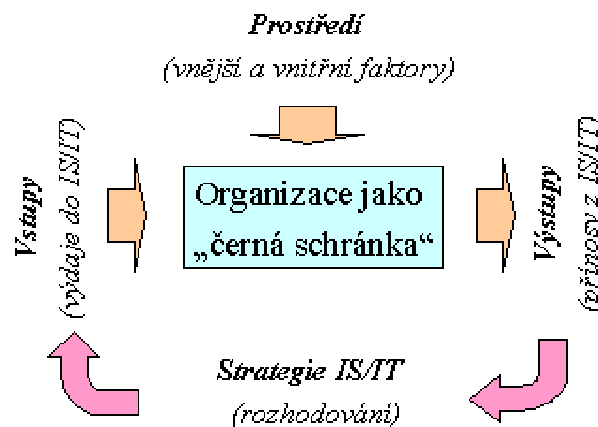 Prostředí
(vnější a vnitřní faktory)
Vstupy
(výdaje do IS/IT)
Organizace jako
„černá schránka“
Výstupy
(přínosy z IS/IT)
Strategie IS/IT
(rozhodování)